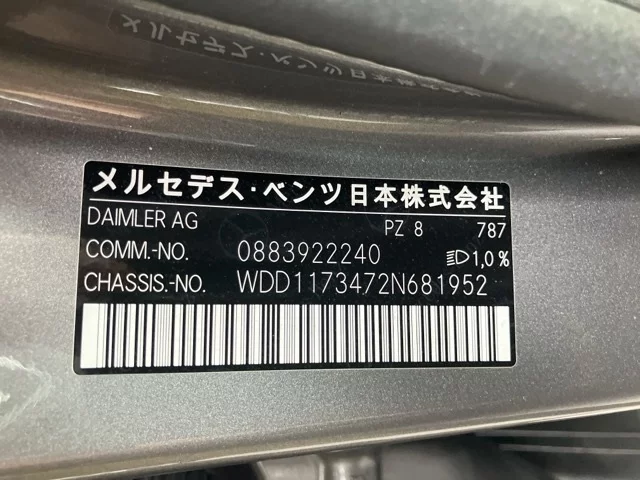 メルセデス・ベンツ日本株式会社
DAIMLER AG PZ 8 787
COMM.-NO. 0883922240 1,0%
CHASSIS.-NO. WDD1173472N681952